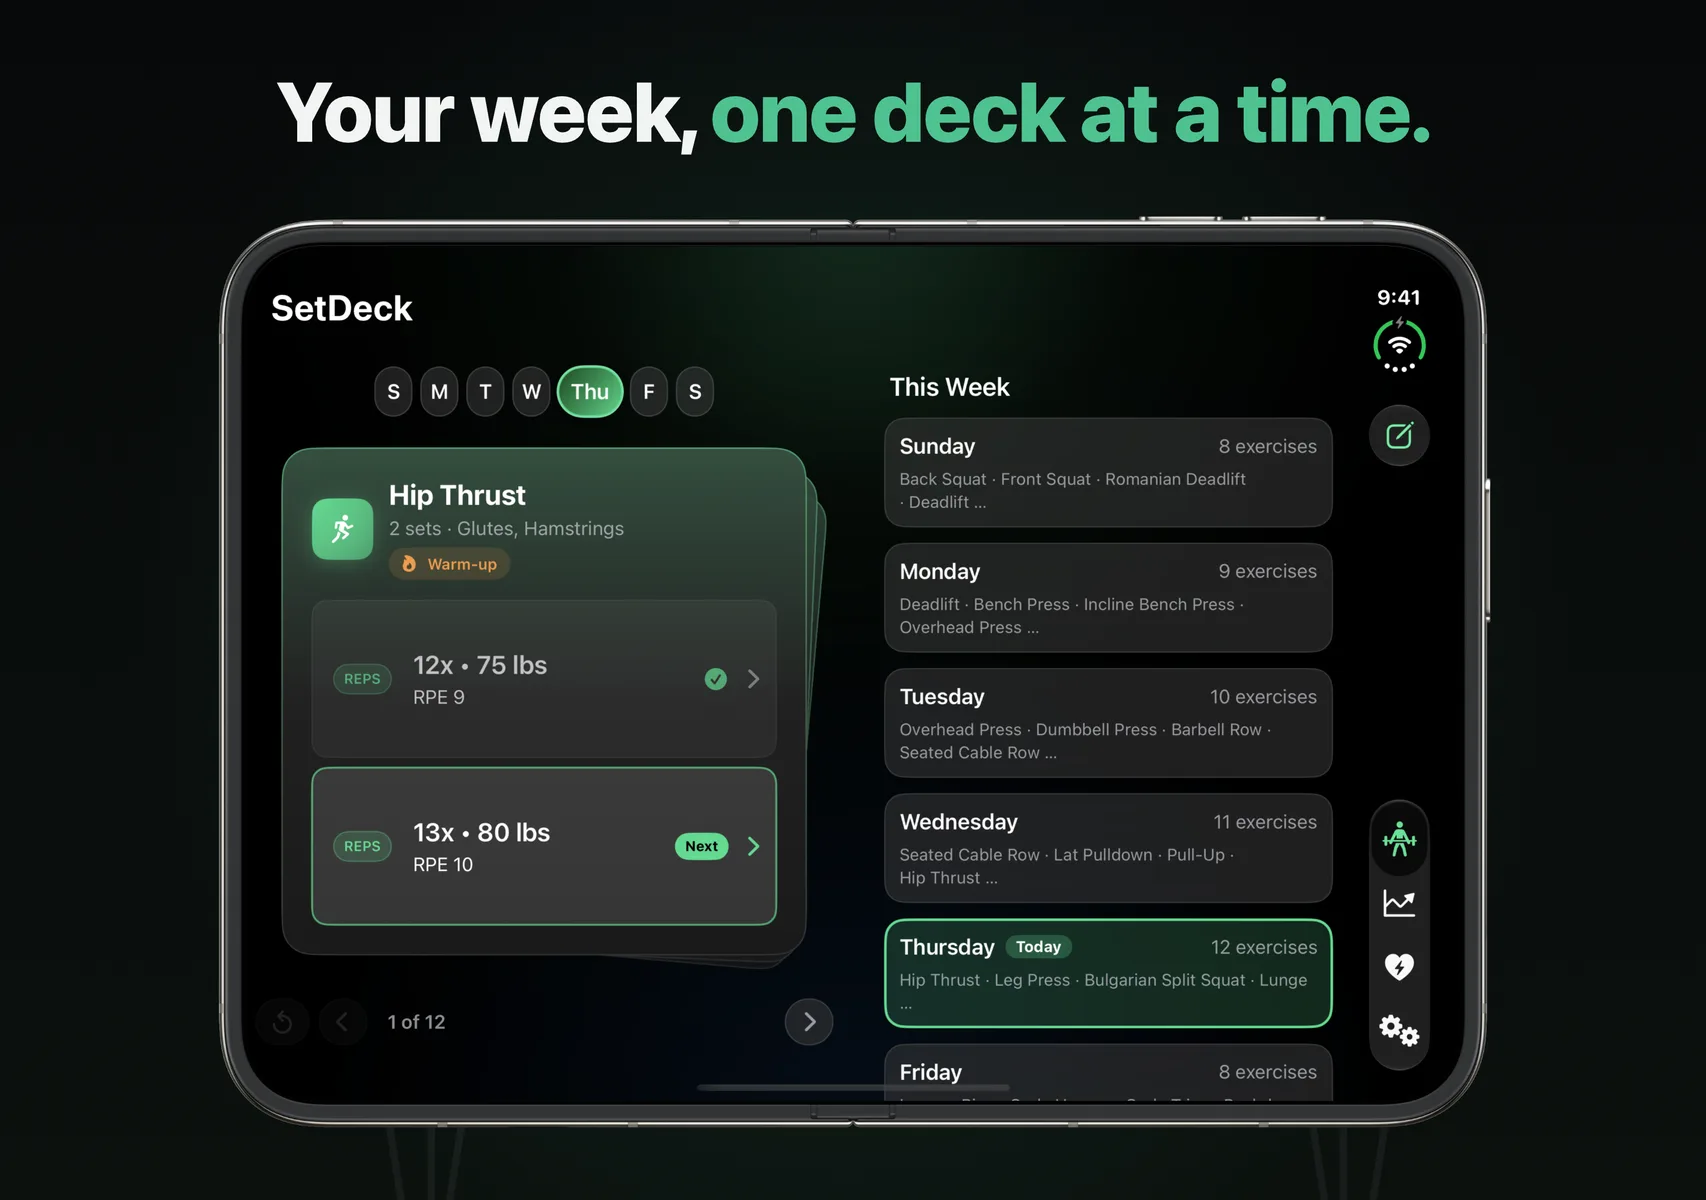 Your week, one deck at a time.
SetDeck
9:41
S M T W Thu F S
Hip Thrust
2 sets · Glutes, Hamstrings
Warm-up
REPS
12x • 75 lbs
RPE 9
REPS
13x • 80 lbs
RPE 10
Next
1 of 12
This Week
Sunday 8 exercises
Back Squat · Front Squat · Romanian Deadlift
· Deadlift ...
Monday 9 exercises
Deadlift · Bench Press · Incline Bench Press ·
Overhead Press ...
Tuesday 10 exercises
Overhead Press · Dumbbell Press · Barbell Row ·
Seated Cable Row ...
Wednesday 11 exercises
Seated Cable Row · Lat Pulldown · Pull-Up ·
Hip Thrust ...
Thursday Today 12 exercises
Hip Thrust · Leg Press · Bulgarian Split Squat · Lunge
...
Friday 8 exercises